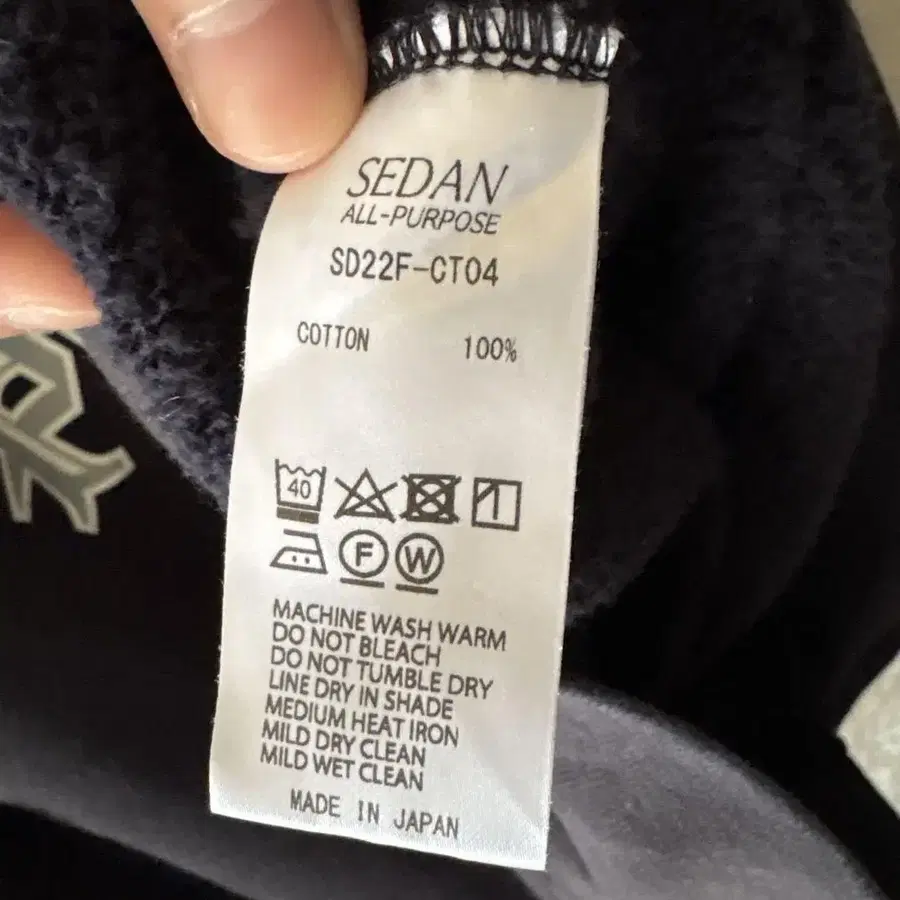 SEDAN
ALL-PURPOSE
SD22F-CT04
COTTON 100%
40
F W
MACHINE WASH WARM
DO NOT BLEACH
DO NOT TUMBLE DRY
LINE DRY IN SHADE
MEDIUM HEAT IRON
MILD DRY CLEAN
MILD WET CLEAN
MADE IN JAPAN